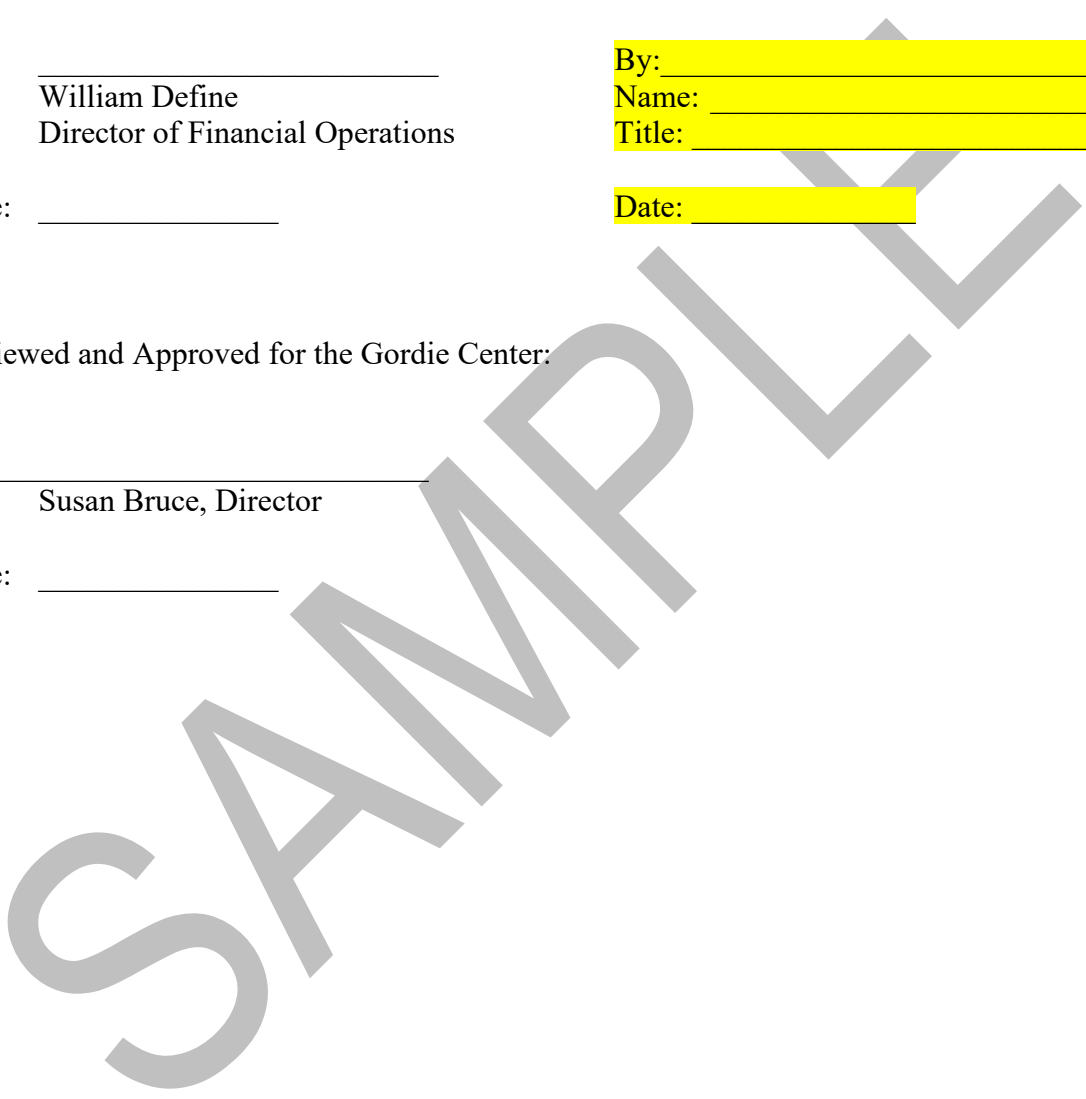 By:
William Define
Name:
Director of Financial Operations
Title:
e:
Date:
iewed and Approved for the Gordie Center:
Susan Bruce, Director
e:
SAMPLE